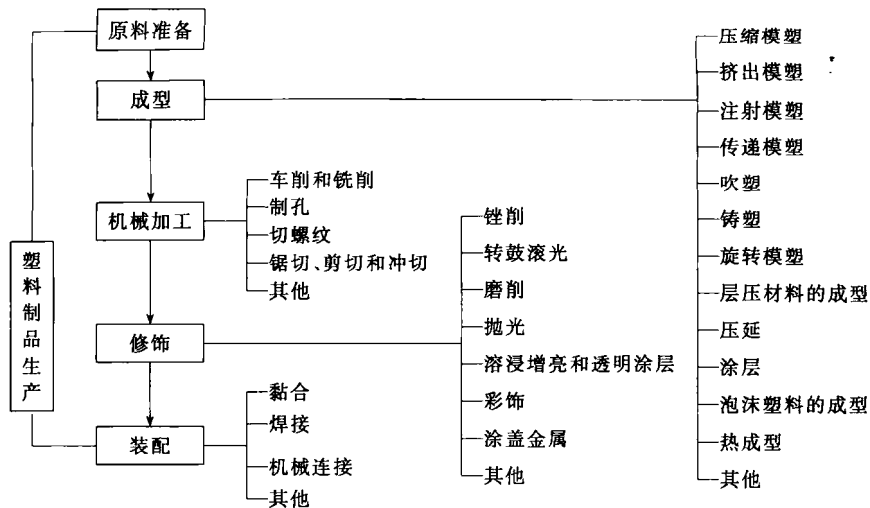 原料准备
成型
机械加工
修饰
装配
塑料制品生产
车削和铣削
制孔
切螺纹
锯切、剪切和冲切
其他
黏合
焊接
机械连接
其他
锉削
转鼓滚光
磨削
抛光
溶浸增亮和透明涂层
彩饰
涂盖金属
其他
压缩模塑
挤出模塑
注射模塑
传递模塑
吹塑
铸塑
旋转模塑
层压材料的成型
压延
涂层
泡沫塑料的成型
热成型
其他